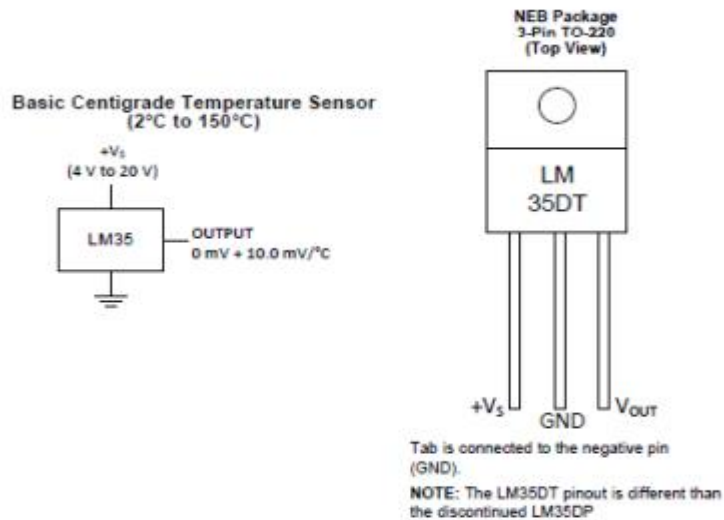 Basic Centigrade Temperature Sensor
(2°C to 150°C)
+Vs
(4 V to 20 V)
LM35
OUTPUT
0 mV + 10.0 mV/°C
NEB Package
3-Pin TO-220
(Top View)
LM
35DT
+VS
GND
VOUT
Tab is connected to the negative pin
(GND).
NOTE: The LM35DT pinout is different than
the discontinued LM35DP